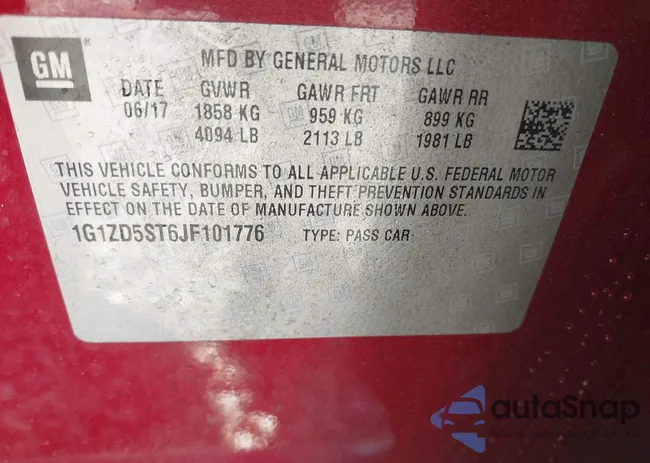 GM
MFD BY GENERAL MOTORS LLC
DATE GVWR GAWR FRT GAWR RR
06/17 1858 KG 959 KG 899 KG
4094 LB 2113 LB 1981 LB
THIS VEHICLE CONFORMS TO ALL APPLICABLE U.S. FEDERAL MOTOR
VEHICLE SAFETY, BUMPER, AND THEFT PREVENTION STANDARDS IN
EFFECT ON THE DATE OF MANUFACTURE SHOWN ABOVE.
1G1ZD5ST6JF101776 TYPE: PASS CAR
autaSnap